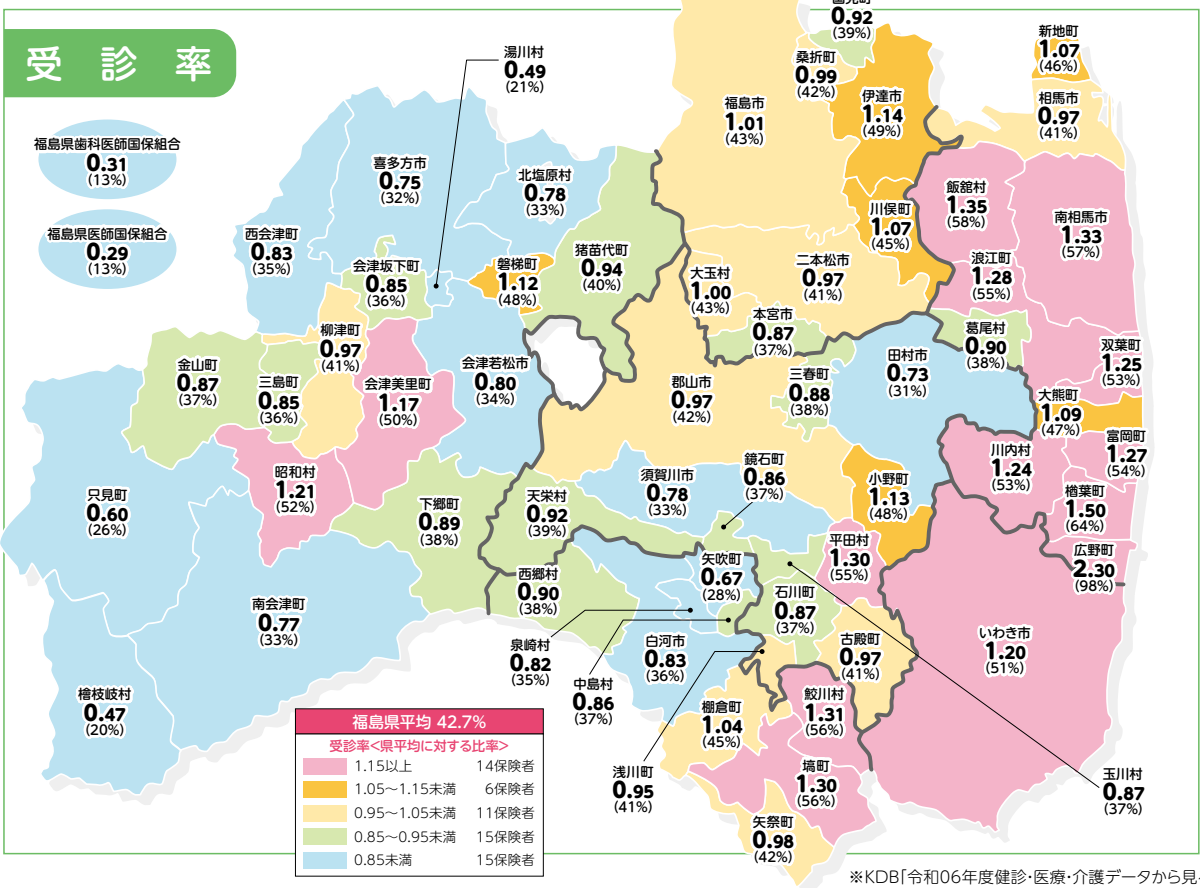 受診率
福島県歯科医師国保組合
0.31
(13%)
福島県医師国保組合
0.29
(13%)
湯川村
0.49
(21%)
喜多方市
0.75
(32%)
北塩原村
0.78
(33%)
西会津町
0.83
(35%)
会津坂下町
0.85
(36%)
磐梯町
1.12
(48%)
猪苗代町
0.94
(40%)
柳津町
0.97
(41%)
金山町
0.87
(37%)
三島町
0.85
(36%)
会津美里町
1.17
(50%)
会津若松市
0.80
(34%)
昭和村
1.21
(52%)
只見町
0.60
(26%)
下郷町
0.89
(38%)
南会津町
0.77
(33%)
檜枝岐村
0.47
(20%)
0.92
(39%)
桑折町
0.99
(42%)
福島市
1.01
(43%)
伊達市
1.14
(49%)
新地町
1.07
(46%)
相馬市
0.97
(41%)
川俣町
1.07
(45%)
飯舘村
1.35
(58%)
南相馬市
1.33
(57%)
浪江町
1.28
(55%)
大玉村
1.00
(43%)
二本松市
0.97
(41%)
本宮市
0.87
(37%)
葛尾村
0.90
(38%)
双葉町
1.25
(53%)
田村市
0.73
(31%)
三春町
0.88
(38%)
郡山市
0.97
(42%)
大熊町
1.09
(47%)
富岡町
1.27
(54%)
川内村
1.24
(53%)
楢葉町
1.50
(64%)
広野町
2.30
(98%)
須賀川市
0.78
(33%)
鏡石町
0.86
(37%)
小野町
1.13
(48%)
天栄村
0.92
(39%)
平田村
1.30
(55%)
矢吹町
0.67
(28%)
西郷村
0.90
(38%)
石川町
0.87
(37%)
いわき市
1.20
(51%)
泉崎村
0.82
(35%)
白河市
0.83
(36%)
古殿町
0.97
(41%)
中島村
0.86
(37%)
棚倉町
1.04
(45%)
鮫川村
1.31
(56%)
浅川町
0.95
(41%)
塙町
1.30
(56%)
玉川村
0.87
(37%)
矢祭町
0.98
(42%)
福島県平均 42.7%
受診率<県平均に対する比率>
1.15以上 14保険者
1.05～1.15未満 6保険者
0.95～1.05未満 11保険者
0.85～0.95未満 15保険者
0.85未満 15保険者
※KDB「令和06年度健診・医療・介護データから見